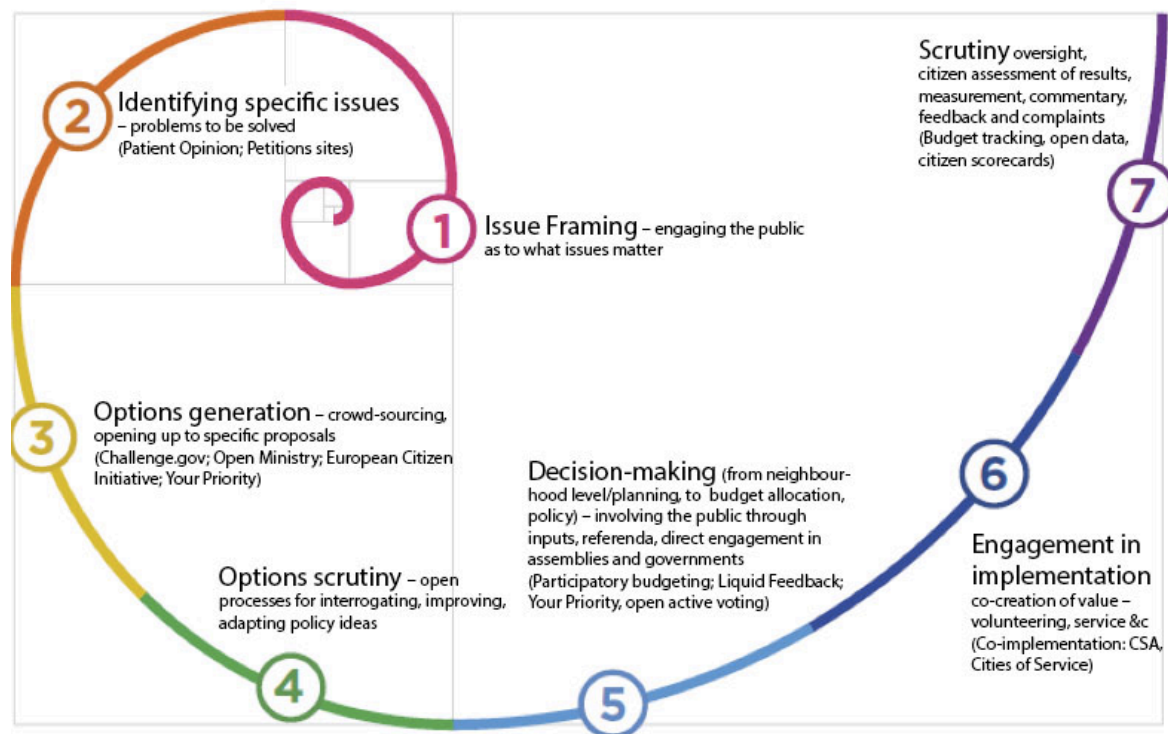 1
Issue Framing – engaging the public
as to what issues matter
2
Identifying specific issues
– problems to be solved
(Patient Opinion; Petitions sites)
3
Options generation – crowd-sourcing,
opening up to specific proposals
(Challenge.gov; Open Ministry; European Citizen
Initiative; Your Priority)
4
Options scrutiny – open
processes for interrogating, improving,
adapting policy ideas
5
Decision-making (from neighbour-
hood level/planning, to budget allocation,
policy) – involving the public through
inputs, referenda, direct engagement in
assemblies and governments
(Participatory budgeting; Liquid Feedback;
Your Priority, open active voting)
6
Engagement in
implementation
co-creation of value –
volunteering, service &c
(Co-implementation: CSA,
Cities of Service)
7
Scrutiny oversight,
citizen assessment of results,
measurement, commentary,
feedback and complaints
(Budget tracking, open data,
citizen scorecards)